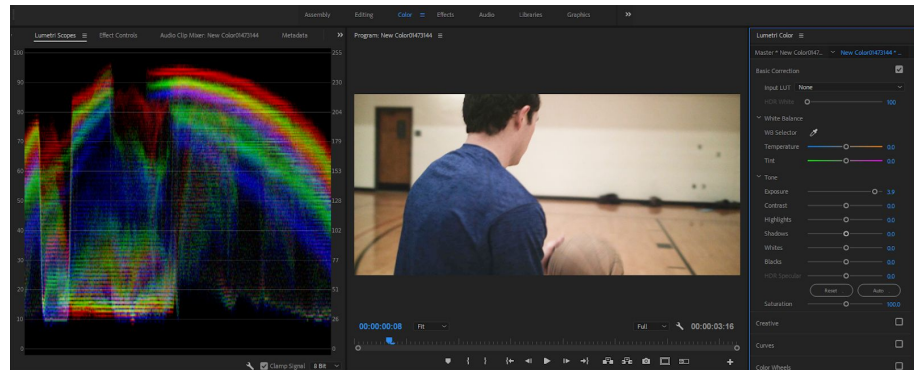 Assembly Editing Color Effects Audio Libraries Graphics
Lumetri Scopes Effect Controls Audio Clip Mixer: New Color01473144 Metadata
100 255
90 230
80 204
70 179
60 153
50 128
40 102
30 77
20 51
10 26
0
Clamp Signal 8 Bit
Program: New Color01473144
00:00:00:08 Fit Full 00:00:03:16
Lumetri Color
Master * New Color0147... New Color01473144 * ...
Basic Correction
Input LUT None
HDR White 100
White Balance
WB Selector
Temperature 0.0
Tint 0.0
Tone
Exposure 3.9
Contrast 0.0
Highlights 0.0
Shadows 0.0
Whites 0.0
Blacks 0.0
HDR Specular 0.0
Reset Auto
Saturation 100.0
Creative
Curves
Color Wheels